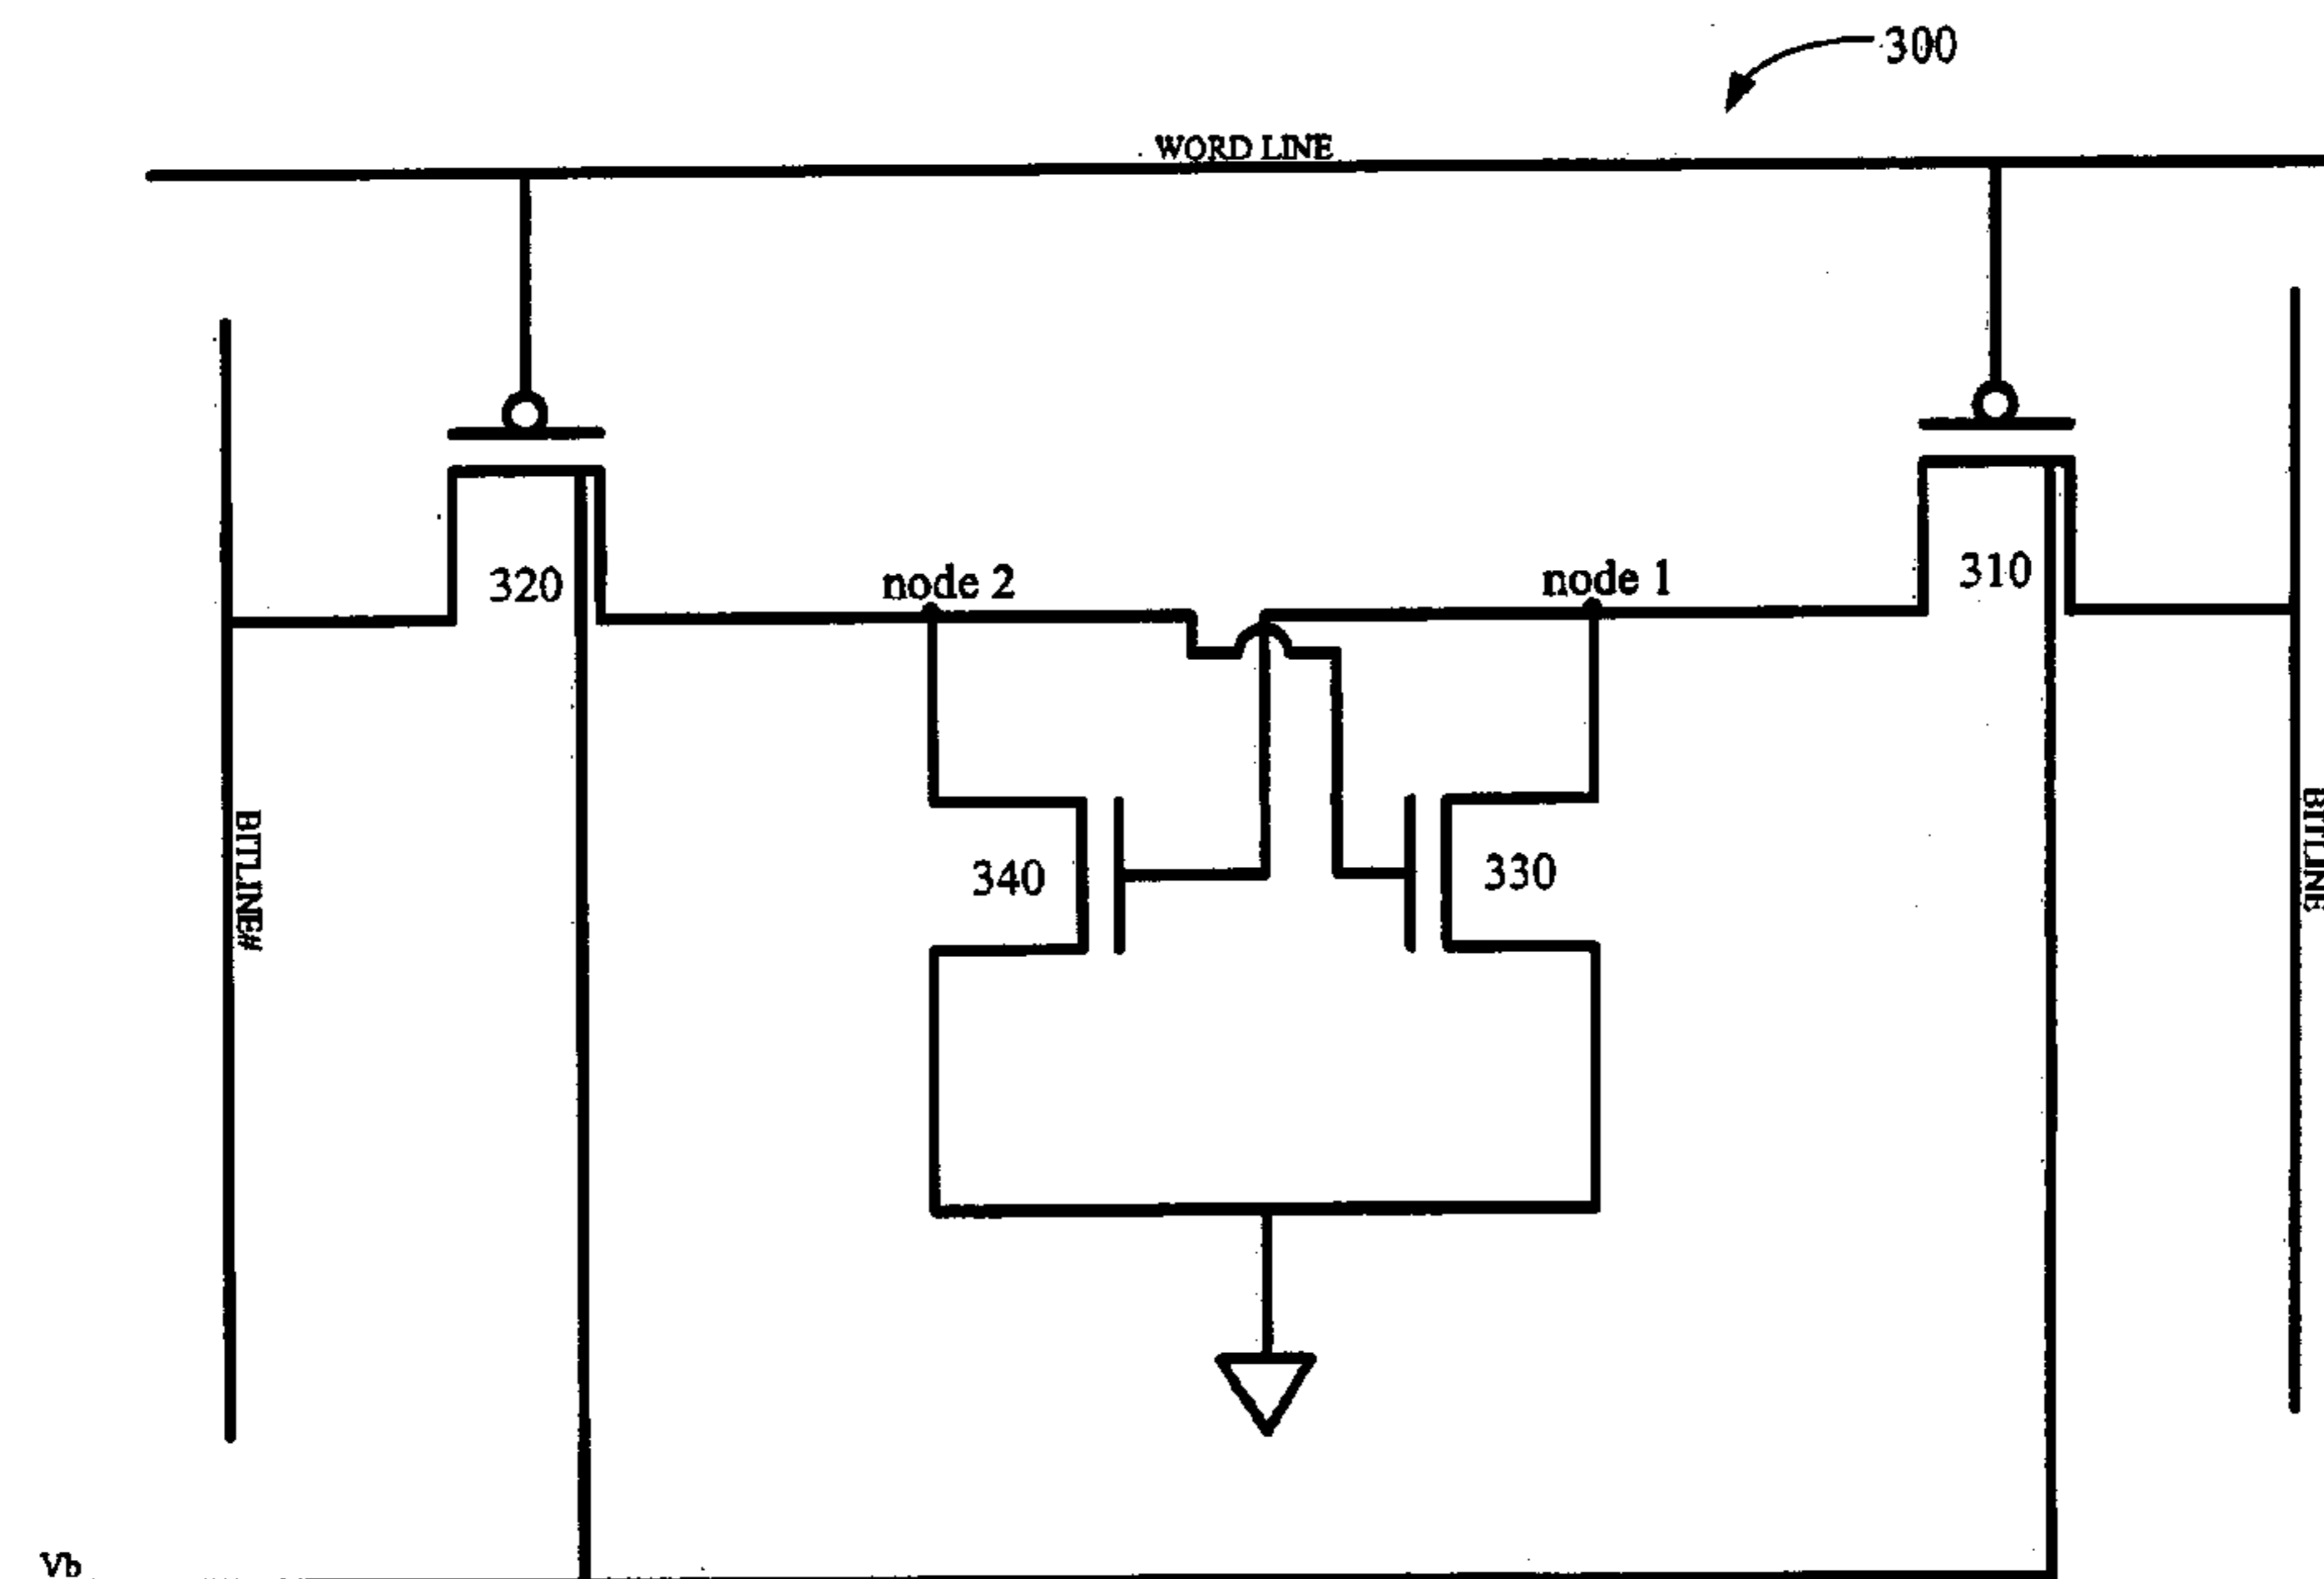 300
WORD LINE
320
node 2
node 1
310
BITLINE#
340
330
BITLINE
Vb